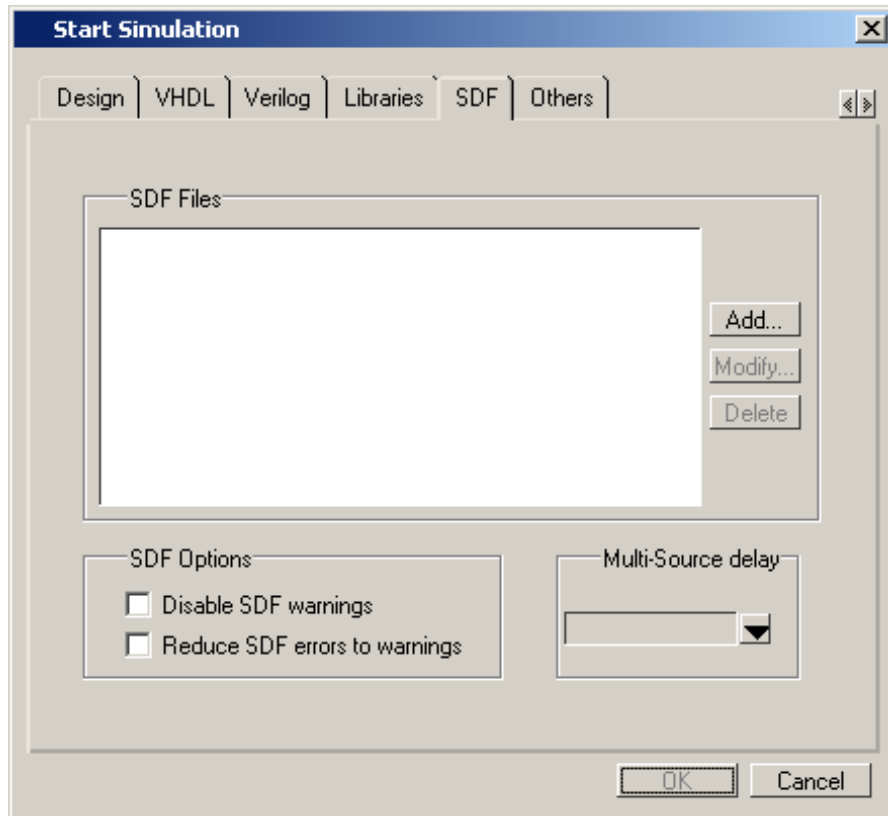 Start Simulation
Design VHDL Verilog Libraries SDF Others
SDF Files
Add...
Modify...
Delete
SDF Options
Disable SDF warnings
Reduce SDF errors to warnings
Multi-Source delay
OK Cancel